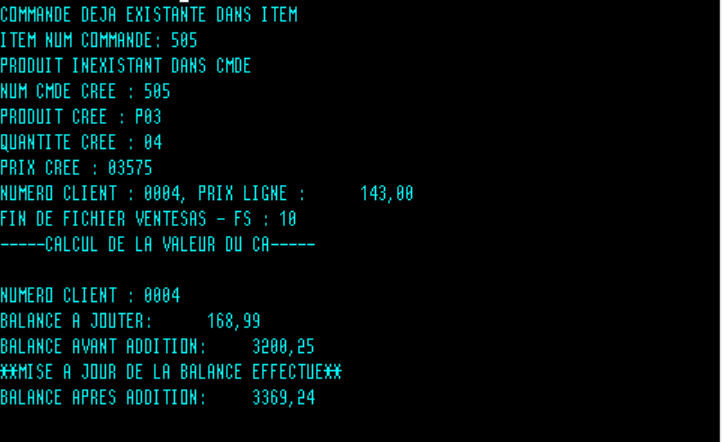 COMMANDE DEJA EXISTANTE DANS ITEM
ITEM NUM COMMANDE: 505
PRODUIT INEXISTANT DANS CMDE
NUM CMDE CREE : 505
PRODUIT CREE : P03
QUANTITE CREE : 04
PRIX CREE : 03575
NUMERO CLIENT : 0004, PRIX LIGNE :      143,00
FIN DE FICHIER VENTESAS - FS : 10
-----CALCUL DE LA VALEUR DU CA-----
NUMERO CLIENT : 0004
BALANCE A JOUTER:      168,99
BALANCE AVANT ADDITION:     3200,25
**MISE A JOUR DE LA BALANCE EFFECTUE**
BALANCE APRES ADDITION:     3369,24